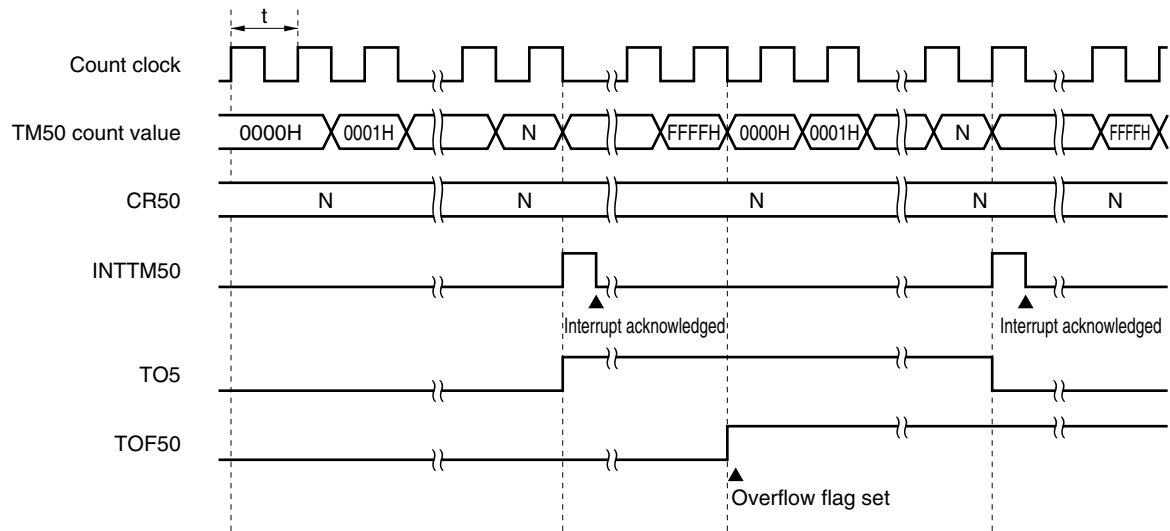 t
Count clock
TM50 count value 0000H 0001H N FFFFH 0000H 0001H N FFFFH
CR50 N N N N N
INTTM50
Interrupt acknowledged Interrupt acknowledged
TO5
TOF50
Overflow flag set